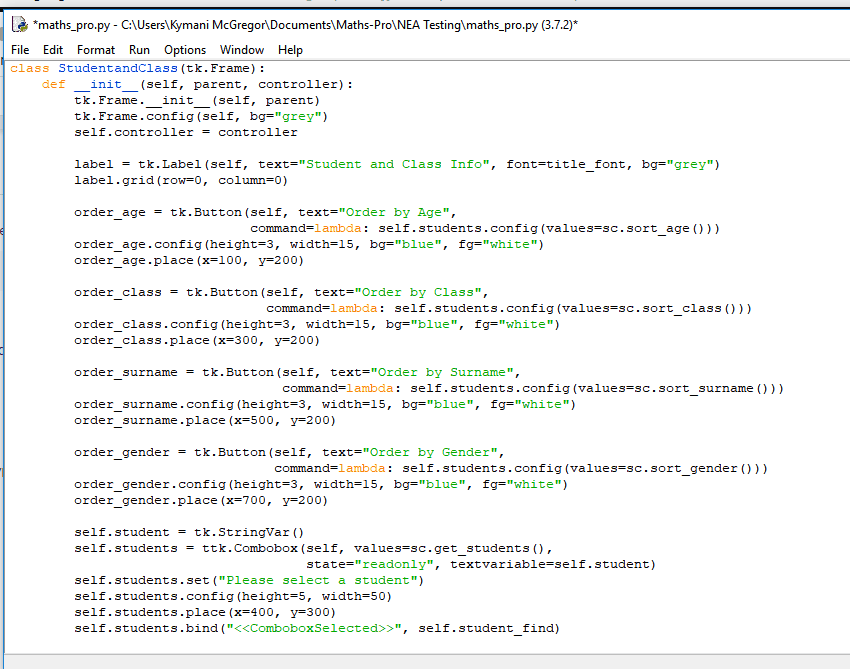 *maths_pro.py - C:\Users\Kymani McGregor\Documents\Maths-Pro\NEA Testing\maths_pro.py (3.7.2)*
File Edit Format Run Options Window Help
class StudentandClass(tk.Frame):
    def __init__(self, parent, controller):
        tk.Frame.__init__(self, parent)
        tk.Frame.config(self, bg="grey")
        self.controller = controller

        label = tk.Label(self, text="Student and Class Info", font=title_font, bg="grey")
        label.grid(row=0, column=0)

        order_age = tk.Button(self, text="Order by Age",
                              command=lambda: self.students.config(values=sc.sort_age()))
        order_age.config(height=3, width=15, bg="blue", fg="white")
        order_age.place(x=100, y=200)

        order_class = tk.Button(self, text="Order by Class",
                                command=lambda: self.students.config(values=sc.sort_class()))
        order_class.config(height=3, width=15, bg="blue", fg="white")
        order_class.place(x=300, y=200)

        order_surname = tk.Button(self, text="Order by Surname",
                                  command=lambda: self.students.config(values=sc.sort_surname()))
        order_surname.config(height=3, width=15, bg="blue", fg="white")
        order_surname.place(x=500, y=200)

        order_gender = tk.Button(self, text="Order by Gender",
                                 command=lambda: self.students.config(values=sc.sort_gender()))
        order_gender.config(height=3, width=15, bg="blue", fg="white")
        order_gender.place(x=700, y=200)

        self.student = tk.StringVar()
        self.students = ttk.Combobox(self, values=sc.get_students(),
                                     state="readonly", textvariable=self.student)
        self.students.set("Please select a student")
        self.students.config(height=5, width=50)
        self.students.place(x=400, y=300)
        self.students.bind("<<ComboboxSelected>>", self.student_find)